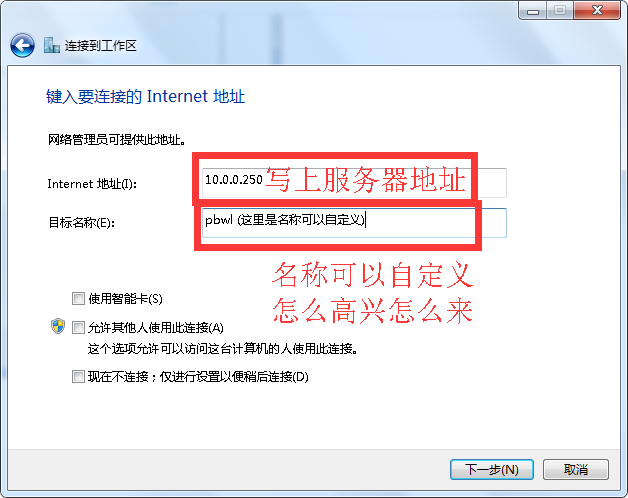 连接到工作区
键入要连接的 Internet 地址
网络管理员可提供此地址。
Internet 地址(I):
10.0.0.250
写上服务器地址
目标名称(E):
pbwl (这里是名称可以自定义)
名称可以自定义
怎么高兴怎么来
使用智能卡(S)
允许其他人使用此连接(A)
这个选项允许可以访问这台计算机的人使用此连接。
现在不连接；仅进行设置以便稍后连接(D)
下一步(N)
取消